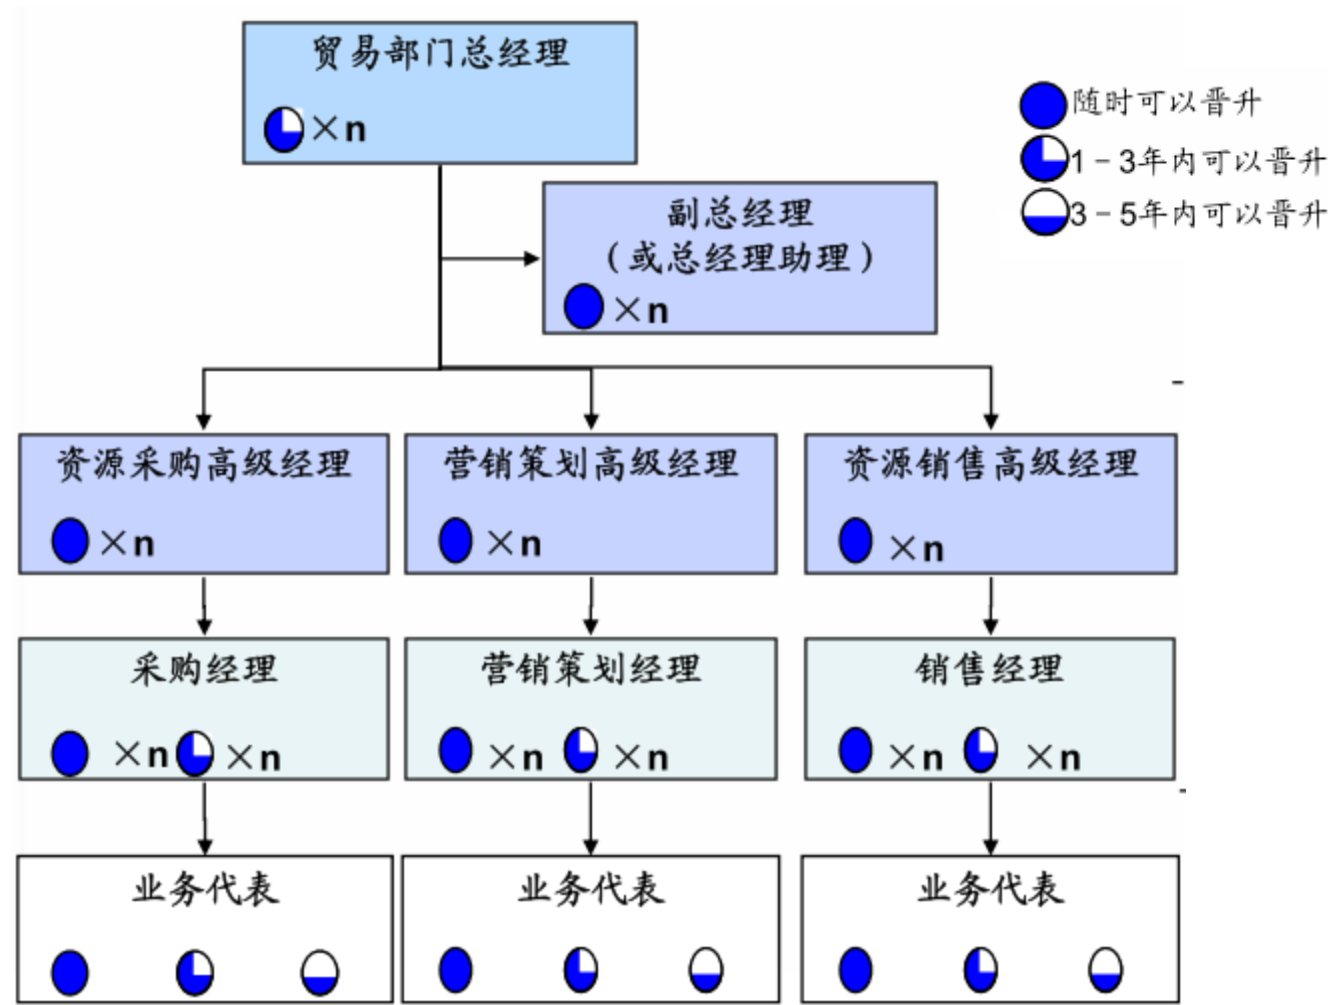 贸易部门总经理
×n
随时可以晋升
1－3年内可以晋升
3－5年内可以晋升
副总经理
（或总经理助理）
×n
资源采购高级经理
×n
营销策划高级经理
×n
资源销售高级经理
×n
采购经理
×n ×n
营销策划经理
×n ×n
销售经理
×n ×n
业务代表
业务代表
业务代表